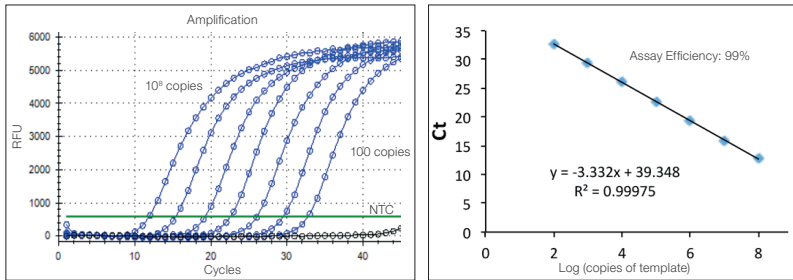 Amplification
6000
5000
4000
3000
2000
1000
0
RFU
10⁸ copies
100 copies
NTC
0
10
20
30
40
Cycles
40
35
30
25
20
15
10
5
0
Ct
Assay Efficiency: 99%
y = -3.332x + 39.348
R² = 0.99975
0
2
4
6
8
10
Log (copies of template)